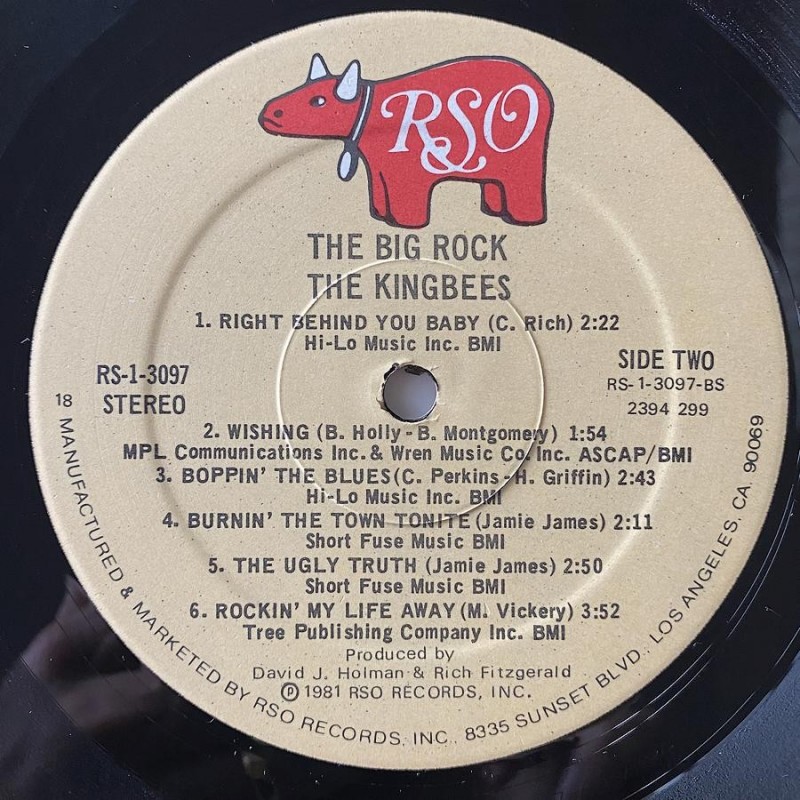 RSO
THE BIG ROCK
THE KINGBEES
1. RIGHT BEHIND YOU BABY (C. Rich) 2:22
Hi-Lo Music Inc. BMI
RS-1-3097
STEREO
SIDE TWO
RS-1-3097-BS
2394 299
2. WISHING (B. Holly - B. Montgomery) 1:54
MPL Communications Inc. & Wren Music Co. Inc. ASCAP/BMI
3. BOPPIN' THE BLUES (C. Perkins - H. Griffin) 2:43
Hi-Lo Music Inc. BMI
4. BURNIN' THE TOWN TONITE (Jamie James) 2:11
Short Fuse Music BMI
5. THE UGLY TRUTH (Jamie James) 2:50
Short Fuse Music BMI
6. ROCKIN' MY LIFE AWAY (M. Vickery) 3:52
Tree Publishing Company Inc. BMI
Produced by
David J. Holman & Rich Fitzgerald
℗ 1981 RSO RECORDS, INC.
18 MANUFACTURED & MARKETED BY RSO RECORDS, INC., 8335 SUNSET BLVD., LOS ANGELES, CA. 90069